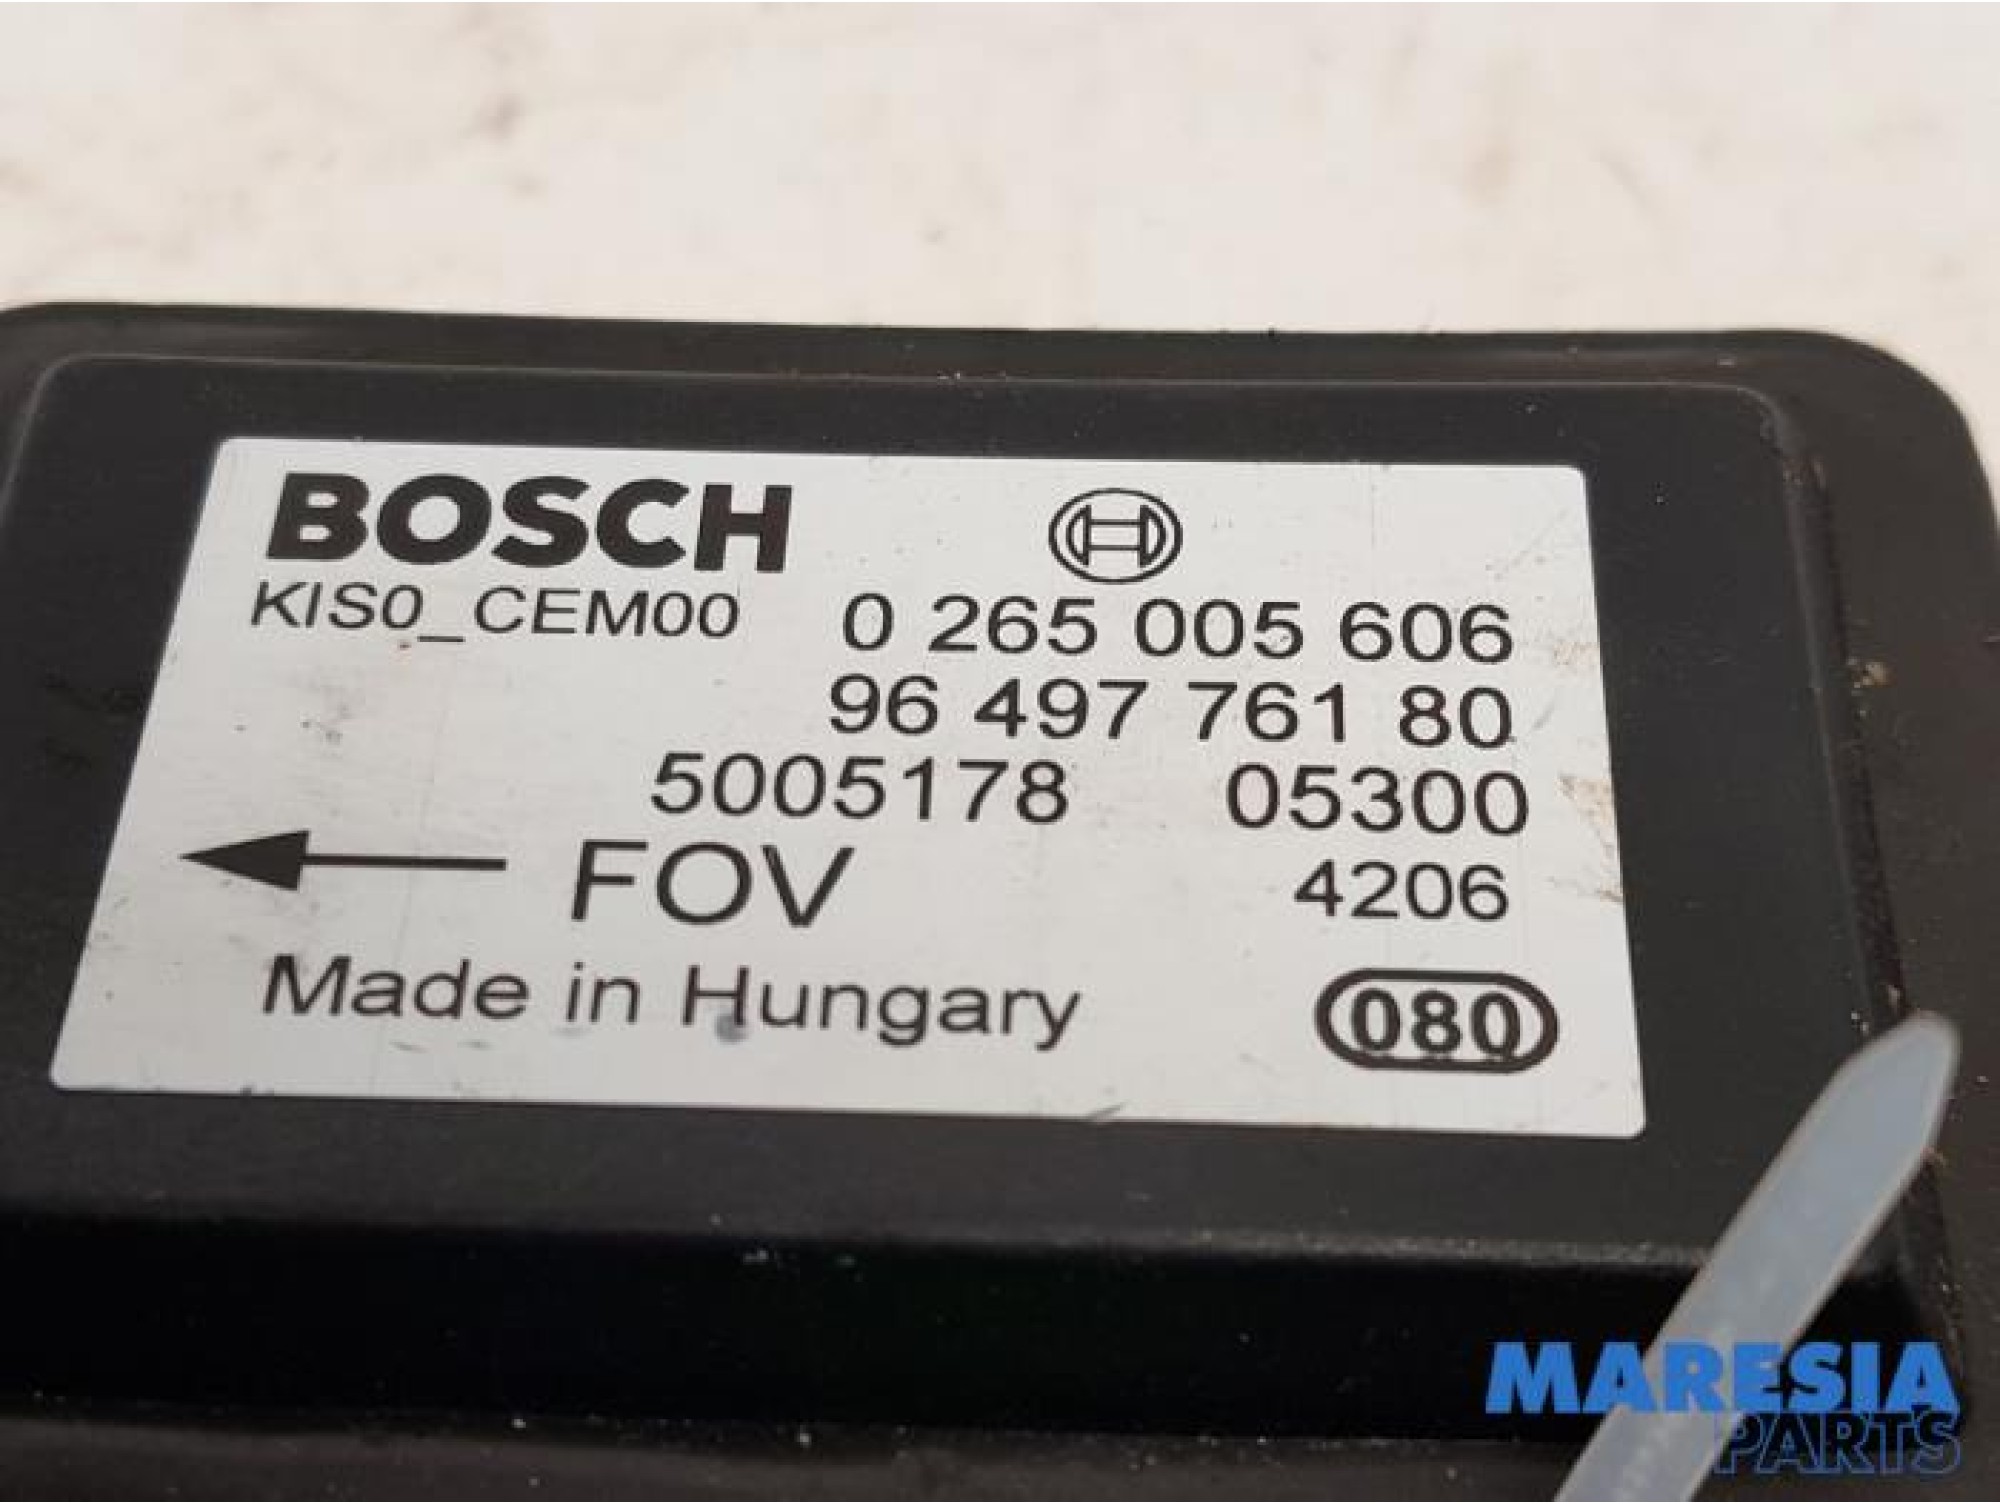 BOSCH
KIS0_CEM00 0 265 005 606
96 497 761 80
5005178 05300
FOV 4206
Made in Hungary 080
MARESIA
PARTS